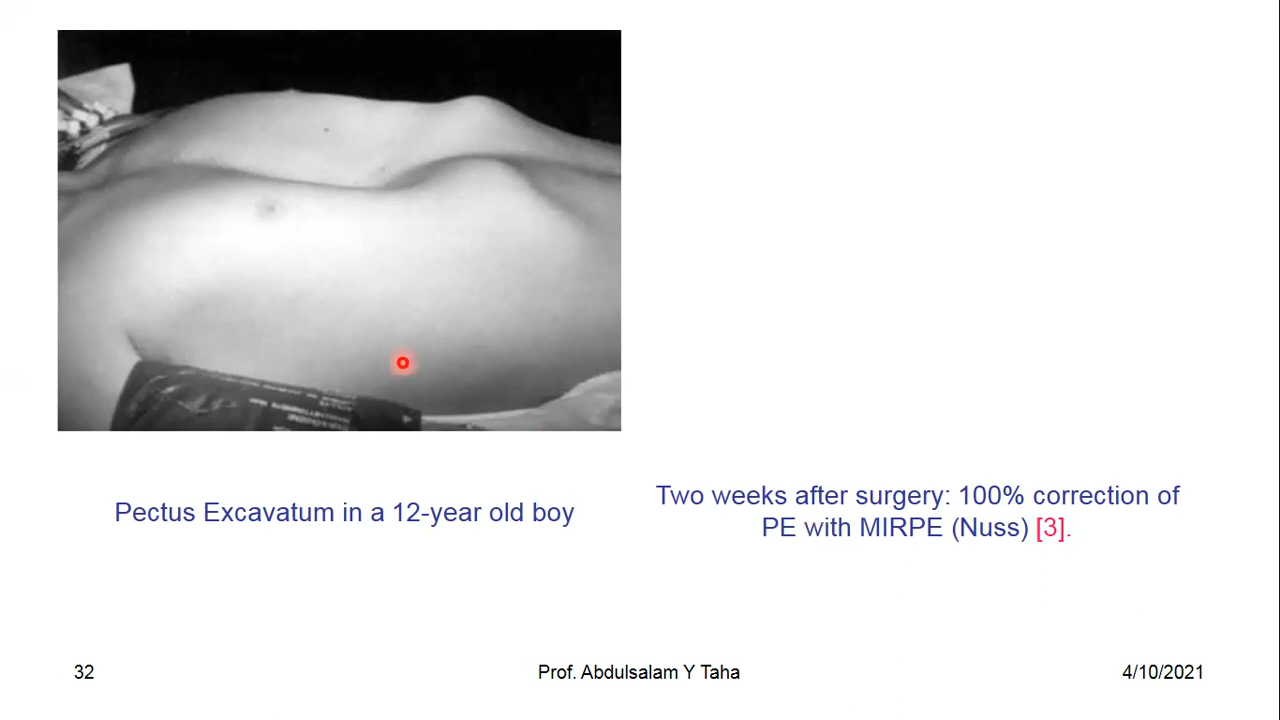 Pectus Excavatum in a 12-year old boy
Two weeks after surgery: 100% correction of
PE with MIRPE (Nuss) [3].
32
Prof. Abdulsalam Y Taha
4/10/2021